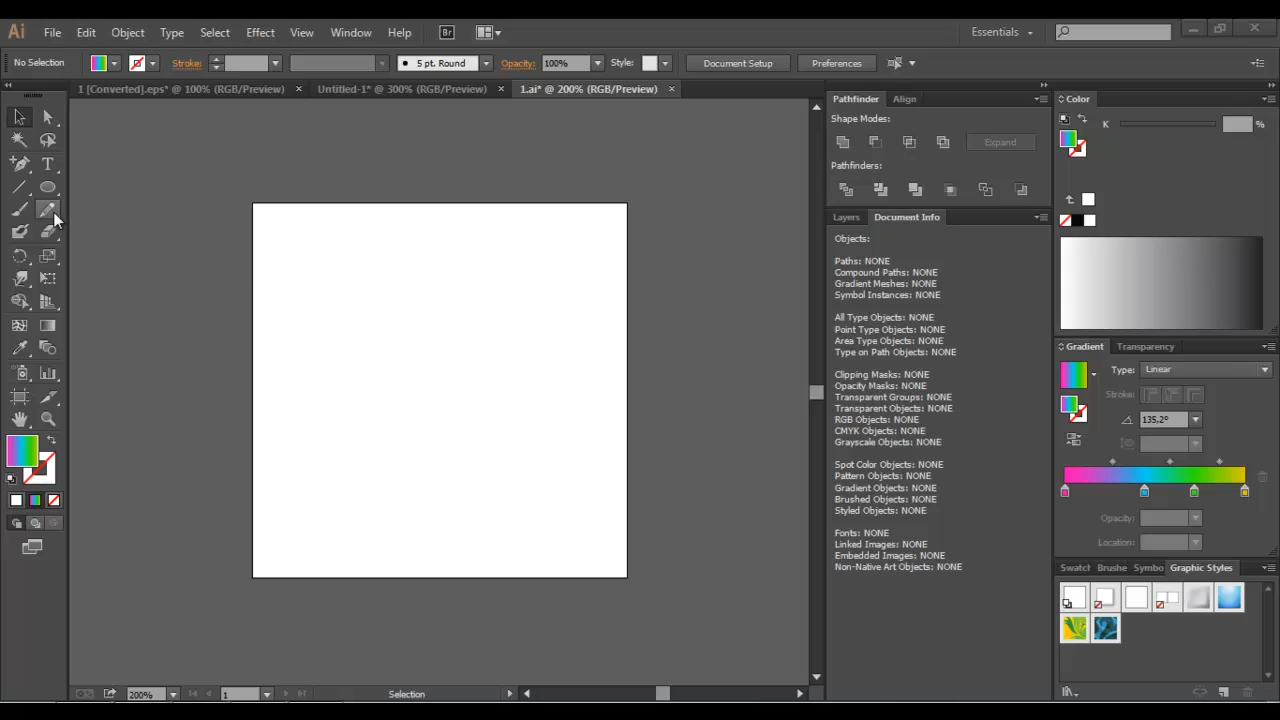 Ai File Edit Object Type Select Effect View Window Help Br Essentials
No Selection Stroke: 5 pt. Round Opacity: 100% Style: Document Setup Preferences
1 [Converted].eps* @ 100% (RGB/Preview) × Untitled-1* @ 300% (RGB/Preview) × 1.ai* @ 200% (RGB/Preview) ×
Pathfinder Align
Shape Modes:
Expand
Pathfinders:
Layers Document Info
Objects:
Paths: NONE
Compound Paths: NONE
Gradient Meshes: NONE
Symbol Instances: NONE
All Type Objects: NONE
Point Type Objects: NONE
Area Type Objects: NONE
Type on Path Objects: NONE
Clipping Masks: NONE
Opacity Masks: NONE
Transparent Groups: NONE
Transparent Objects: NONE
RGB Objects: NONE
CMYK Objects: NONE
Grayscale Objects: NONE
Spot Color Objects: NONE
Pattern Objects: NONE
Gradient Objects: NONE
Brushed Objects: NONE
Styled Objects: NONE
Fonts: NONE
Linked Images: NONE
Embedded Images: NONE
Non-Native Art Objects: NONE
Color
K %
Gradient Transparency
Type: Linear
Stroke:
135,2°
Opacity:
Location:
Swatch Brushe Symbo Graphic Styles
200% 1 Selection